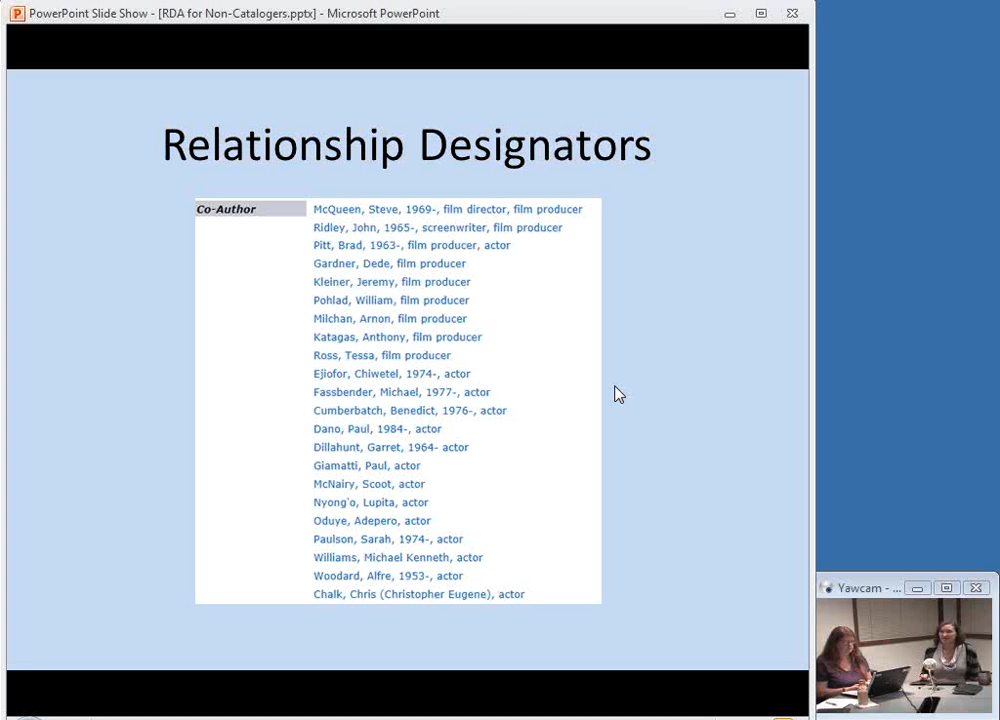 PowerPoint Slide Show - [RDA for Non-Catalogers.pptx] - Microsoft PowerPoint
Relationship Designators
Co-Author McQueen, Steve, 1969-, film director, film producer
Ridley, John, 1965-, screenwriter, film producer
Pitt, Brad, 1963-, film producer, actor
Gardner, Dede, film producer
Kleiner, Jeremy, film producer
Pohlad, William, film producer
Milchan, Arnon, film producer
Katagas, Anthony, film producer
Ross, Tessa, film producer
Ejiofor, Chiwetel, 1974-, actor
Fassbender, Michael, 1977-, actor
Cumberbatch, Benedict, 1976-, actor
Dano, Paul, 1984-, actor
Dillahunt, Garret, 1964- actor
Giamatti, Paul, actor
McNairy, Scoot, actor
Nyong'o, Lupita, actor
Oduye, Adepero, actor
Paulson, Sarah, 1974-, actor
Williams, Michael Kenneth, actor
Woodard, Alfre, 1953-, actor
Chalk, Chris (Christopher Eugene), actor
Yawcam - ...